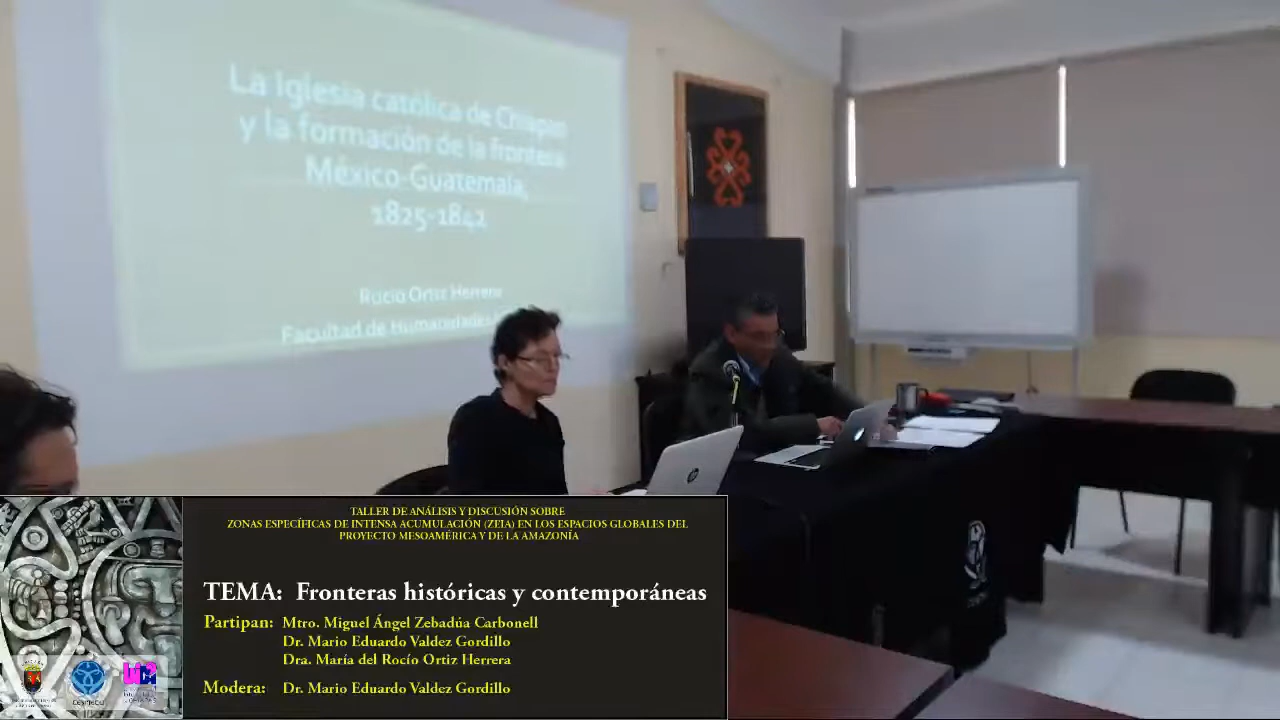 La Iglesia católica de Chiapas
y la formación de la frontera
México-Guatemala,
1825-1842
Rocío Ortiz Herrera
Facultad de Humanidades
hp
TALLER DE ANÁLISIS Y DISCUSIÓN SOBRE
ZONAS ESPECÍFICAS DE INTENSA ACUMULACIÓN (ZEIA) EN LOS ESPACIOS GLOBALES DEL
PROYECTO MESOAMÉRICA Y DE LA AMAZONÍA
TEMA: Fronteras históricas y contemporáneas
Partipan: Mtro. Miguel Ángel Zebadúa Carbonell
Dr. Mario Eduardo Valdez Gordillo
Dra. María del Rocío Ortiz Herrera
Modera: Dr. Mario Eduardo Valdez Gordillo